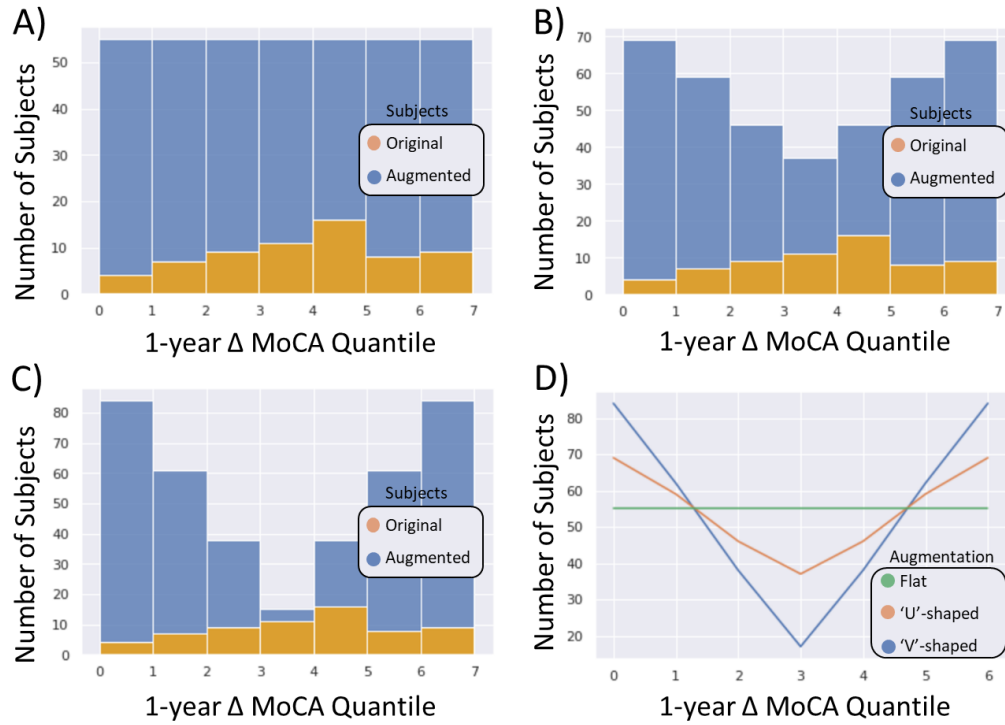 A)
Number of Subjects
50
40
30
20
10
0
Subjects
Original
Augmented
0 1 2 3 4 5 6 7
1-year Δ MoCA Quantile
B)
Number of Subjects
70
60
50
40
30
20
10
0
Subjects
Original
Augmented
0 1 2 3 4 5 6 7
1-year Δ MoCA Quantile
C)
Number of Subjects
80
70
60
50
40
30
20
10
0
Subjects
Original
Augmented
0 1 2 3 4 5 6 7
1-year Δ MoCA Quantile
D)
Number of Subjects
80
70
60
50
40
30
20
Augmentation
Flat
‘U’-shaped
‘V’-shaped
0 1 2 3 4 5 6
1-year Δ MoCA Quantile